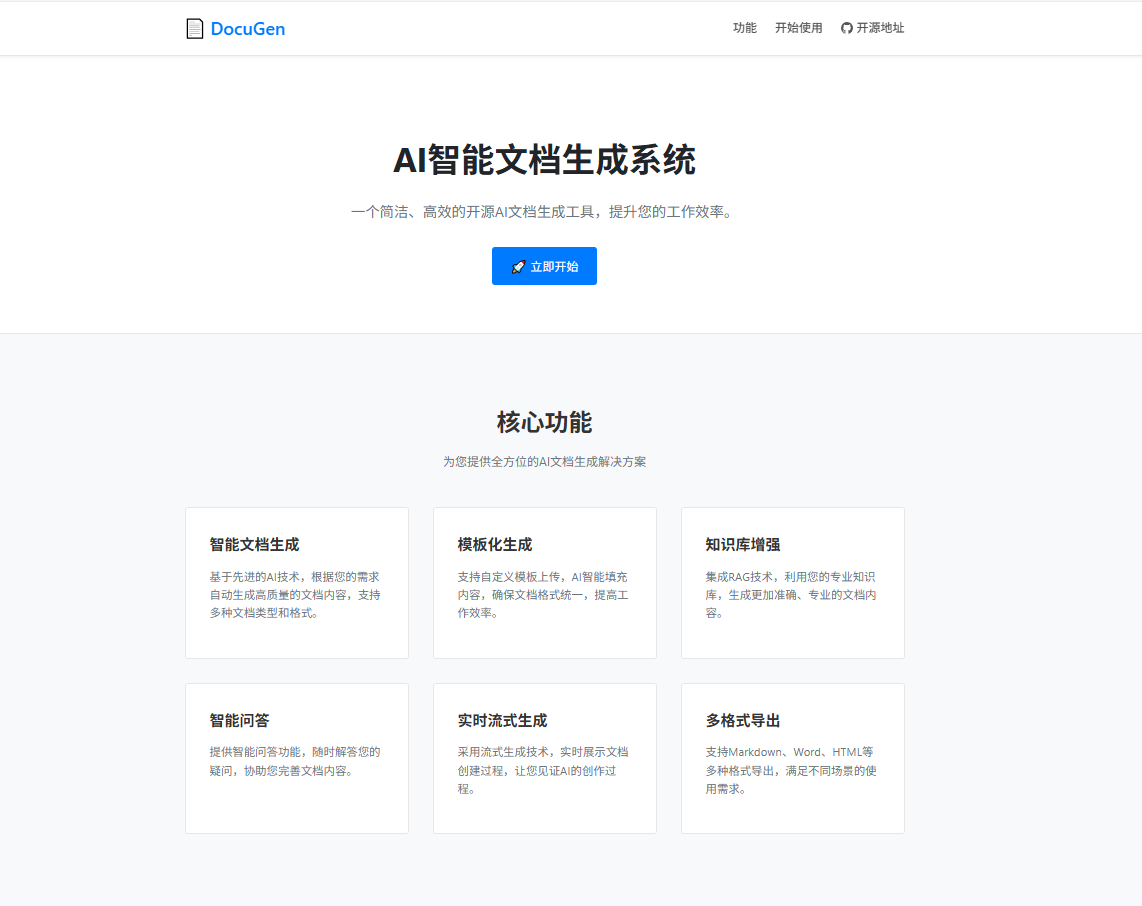 DocuGen
功能 开始使用 开源地址
AI智能文档生成系统
一个简洁、高效的开源AI文档生成工具，提升您的工作效率。
立即开始
核心功能
为您提供全方位的AI文档生成解决方案
智能文档生成
基于先进的AI技术，根据您的需求
自动生成高质量的文档内容，支持
多种文档类型和格式。
模板化生成
支持自定义模板上传，AI智能填充
内容，确保文档格式统一，提高工
作效率。
知识库增强
集成RAG技术，利用您的专业知识
库，生成更加准确、专业的文档内
容。
智能问答
提供智能问答功能，随时解答您的
疑问，协助您完善文档内容。
实时流式生成
采用流式生成技术，实时展示文档
创建过程，让您见证AI的创作过
程。
多格式导出
支持Markdown、Word、HTML等
多种格式导出，满足不同场景的使
用需求。